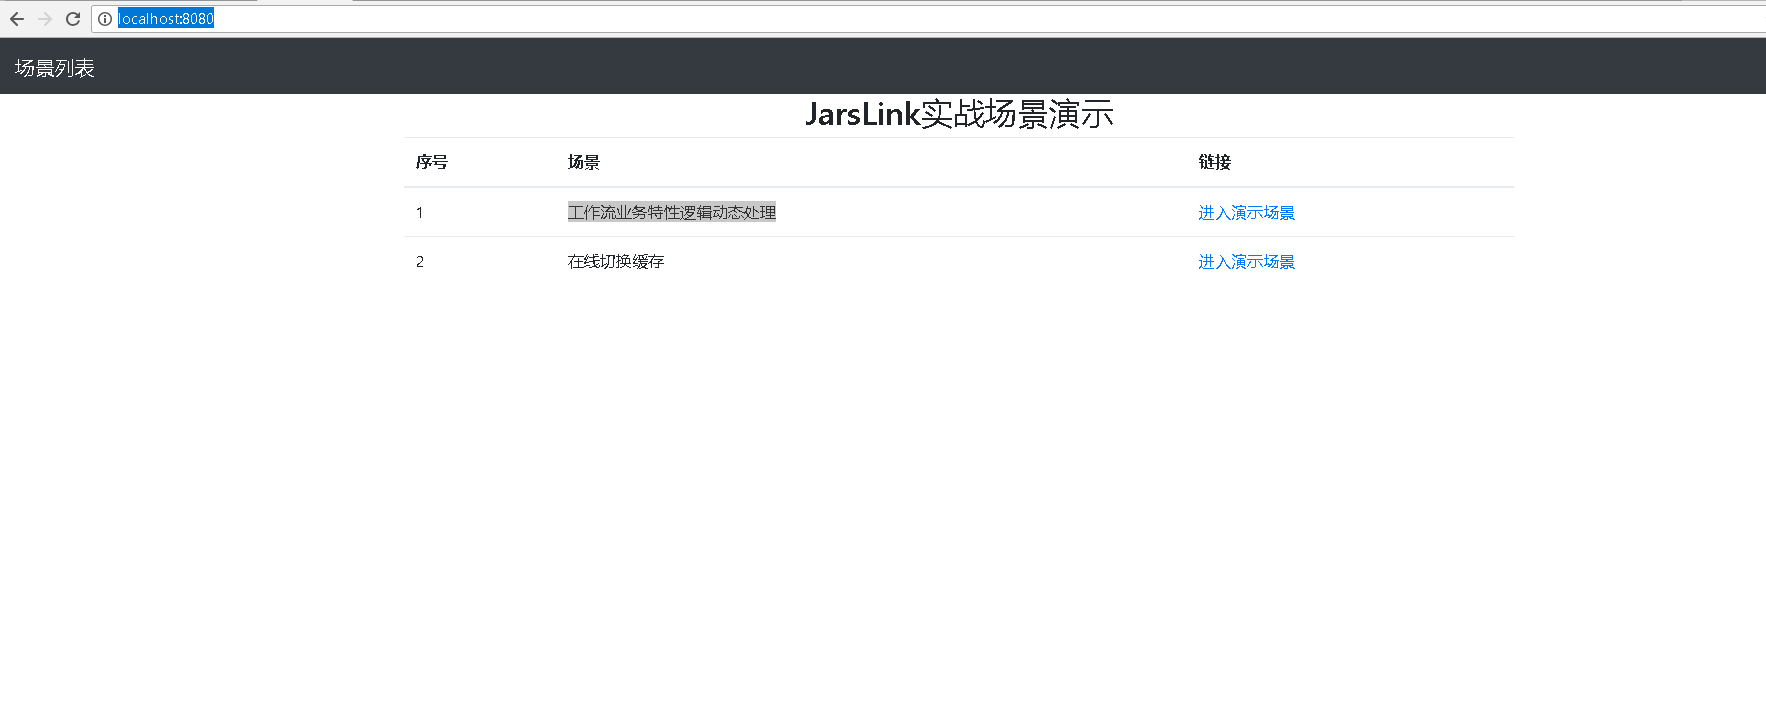 localhost:8080
场景列表
JarsLink实战场景演示
序号 场景 链接
1 工作流业务特性逻辑动态处理 进入演示场景
2 在线切换缓存 进入演示场景